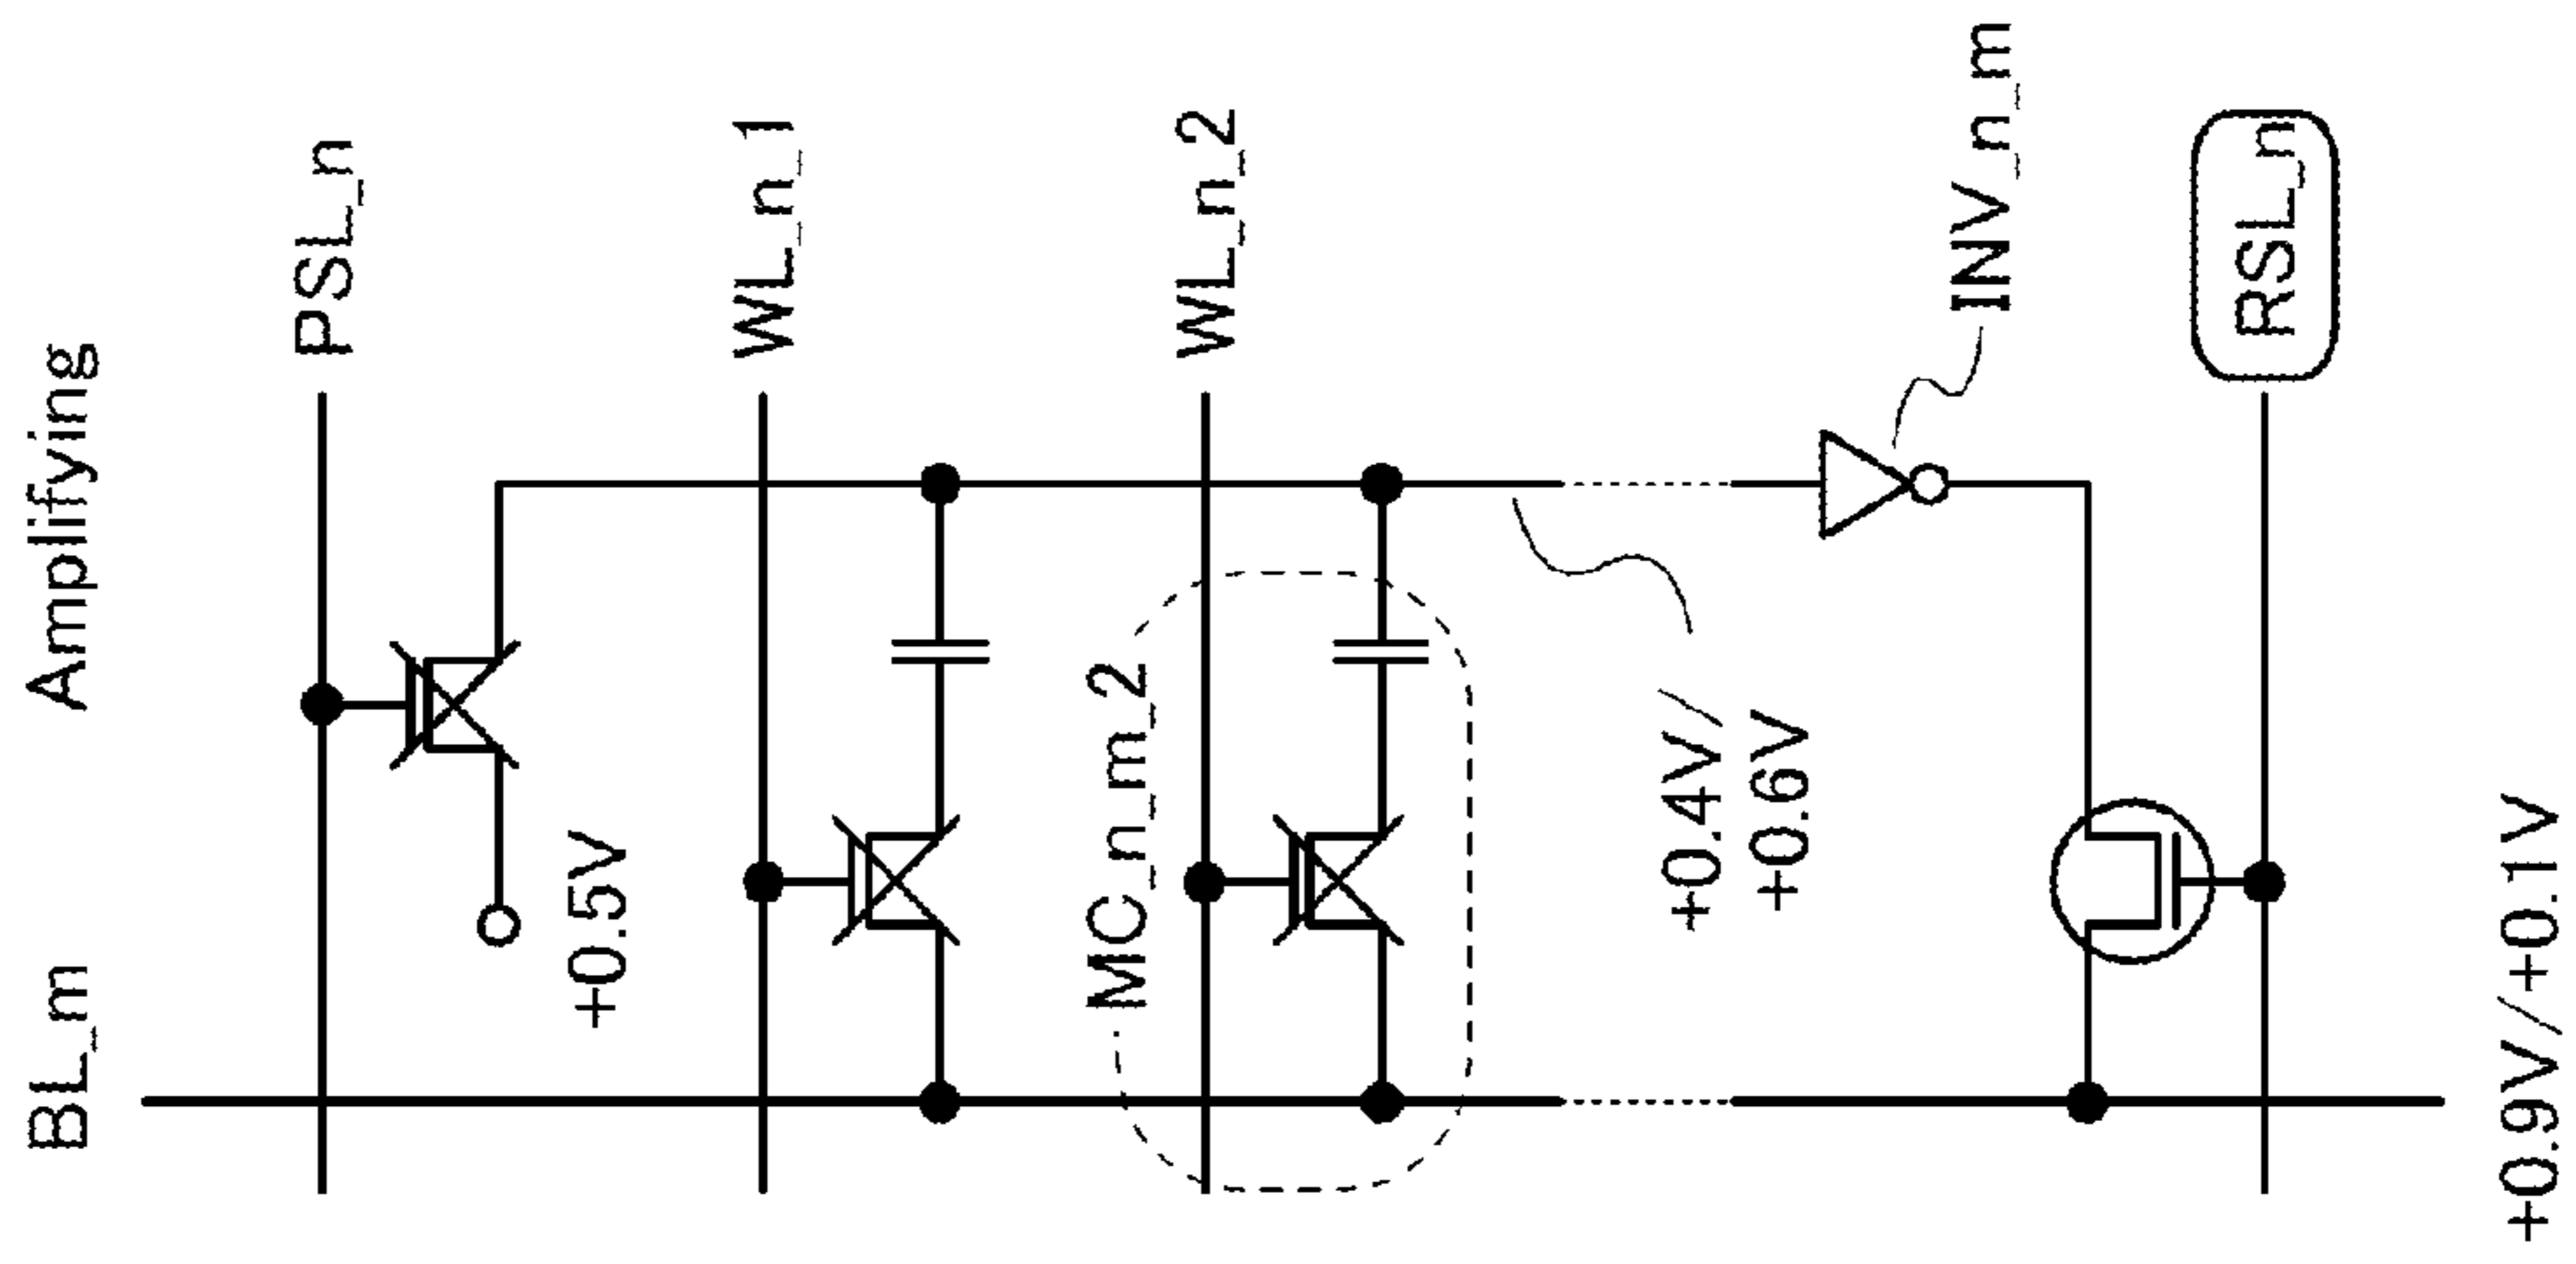 Amplifying
BL_m
PSL_n
+0.5V
WL_n_1
MC_n_m_2
WL_n_2
+0.4V/
+0.6V
INV_n_m
RSL_n
+0.9V/+0.1V